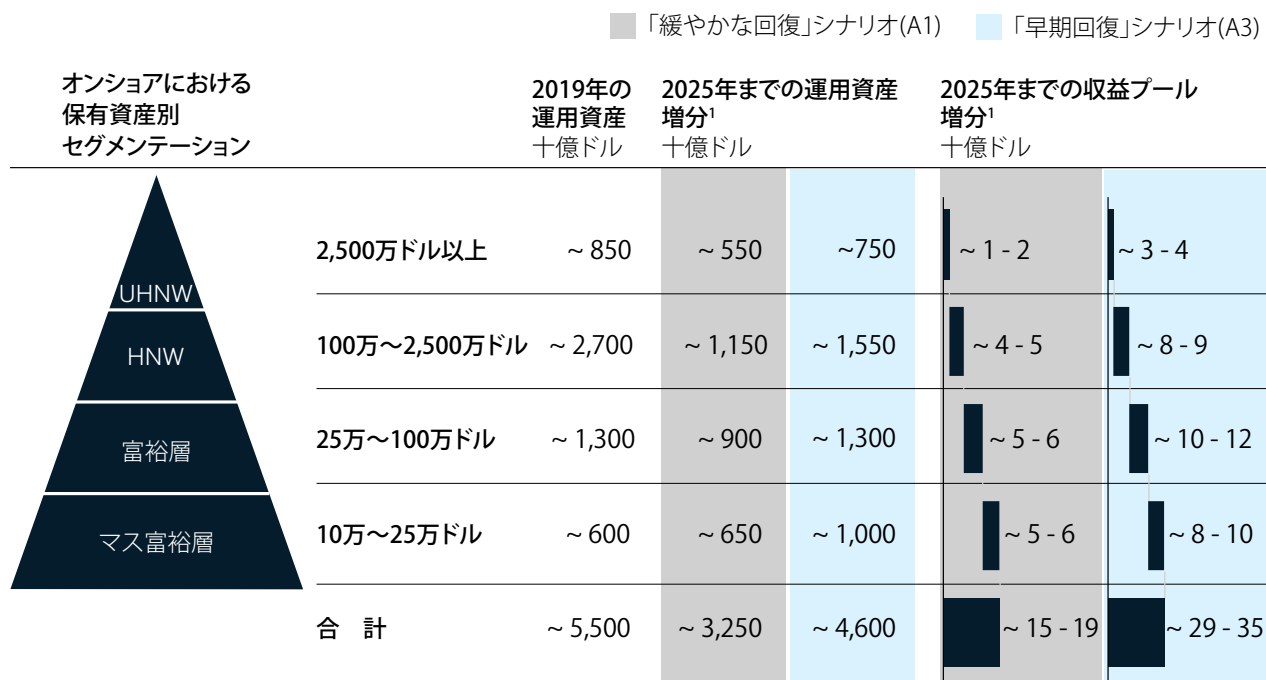 「緩やかな回復」シナリオ(A1) 「早期回復」シナリオ(A3)
オンショアにおける
保有資産別
セグメンテーション
2019年の
運用資産
十億ドル
2025年までの運用資産
増分1
十億ドル
2025年までの収益プール
増分1
十億ドル
UHNW
2,500万ドル以上 ~ 850 ~ 550 ~750 ~ 1 - 2 ~ 3 - 4
HNW
100万〜2,500万ドル ~ 2,700 ~ 1,150 ~ 1,550 ~ 4 - 5 ~ 8 - 9
富裕層
25万〜100万ドル ~ 1,300 ~ 900 ~ 1,300 ~ 5 - 6 ~ 10 - 12
マス富裕層
10万〜25万ドル ~ 600 ~ 650 ~ 1,000 ~ 5 - 6 ~ 8 - 10
合 計 ~ 5,500 ~ 3,250 ~ 4,600 ~ 15 - 19 ~ 29 - 35